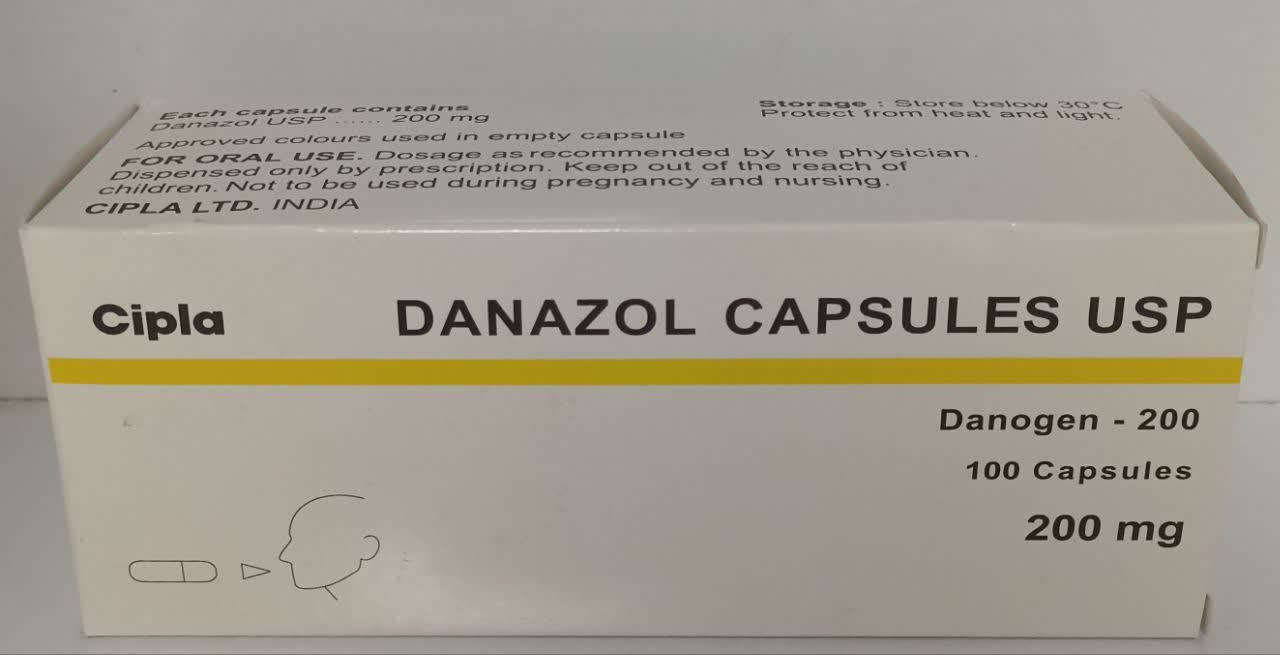 Each capsule contains
Danazol USP ...... 200 mg
Approved colours used in empty capsule
Storage : Store below 30°C
Protect from heat and light.
FOR ORAL USE. Dosage as recommended by the physician.
Dispensed only by prescription. Keep out of the reach of
children. Not to be used during pregnancy and nursing.
CIPLA LTD. INDIA
Cipla
DANAZOL CAPSULES USP
Danogen - 200
100 Capsules
200 mg